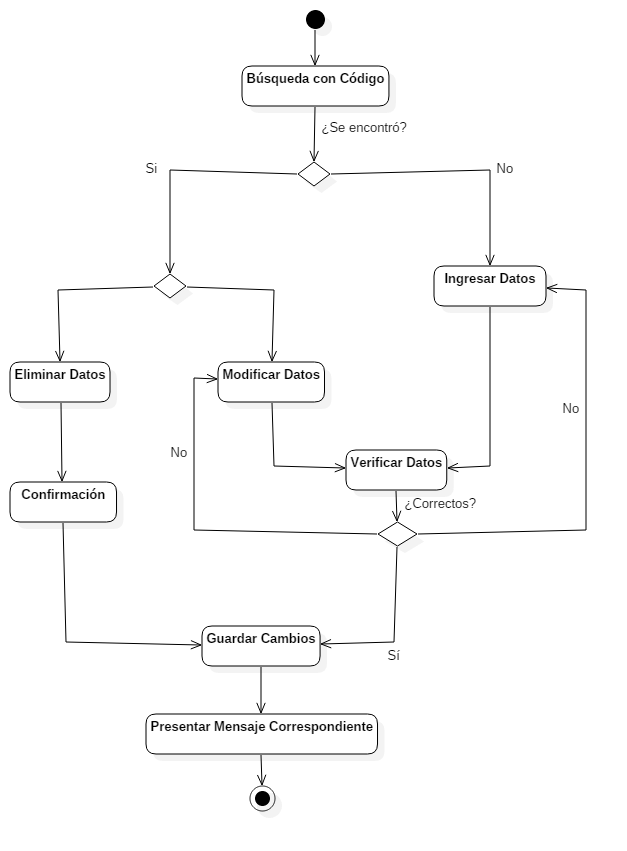 Búsqueda con Código
¿Se encontró?
Si
No
Ingresar Datos
Eliminar Datos
Modificar Datos
No
No
Verificar Datos
Confirmación
¿Correctos?
Guardar Cambios
Sí
Presentar Mensaje Correspondiente